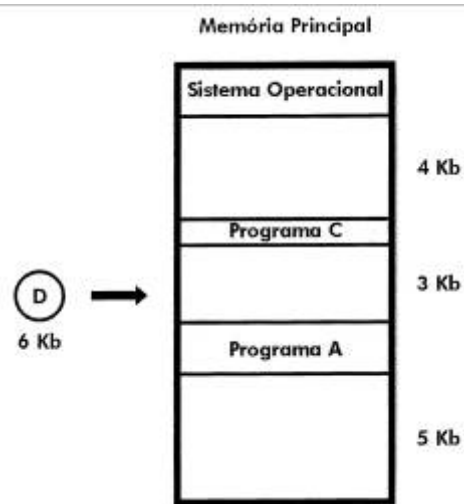 Memória Principal
Sistema Operacional
4 Kb
Programa C
D
3 Kb
6 Kb
Programa A
5 Kb